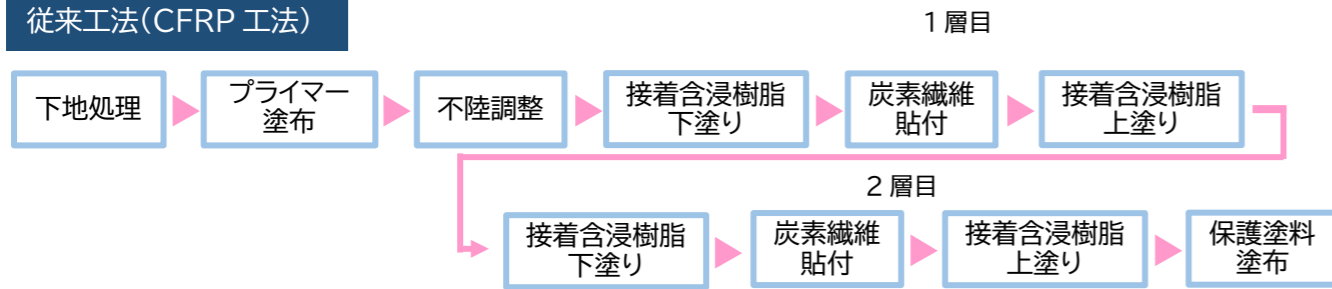 従来工法(CFRP 工法)
1 層目
下地処理
プライマー
塗布
不陸調整
接着含浸樹脂
下塗り
炭素繊維
貼付
接着含浸樹脂
上塗り
2 層目
接着含浸樹脂
下塗り
炭素繊維
貼付
接着含浸樹脂
上塗り
保護塗料
塗布